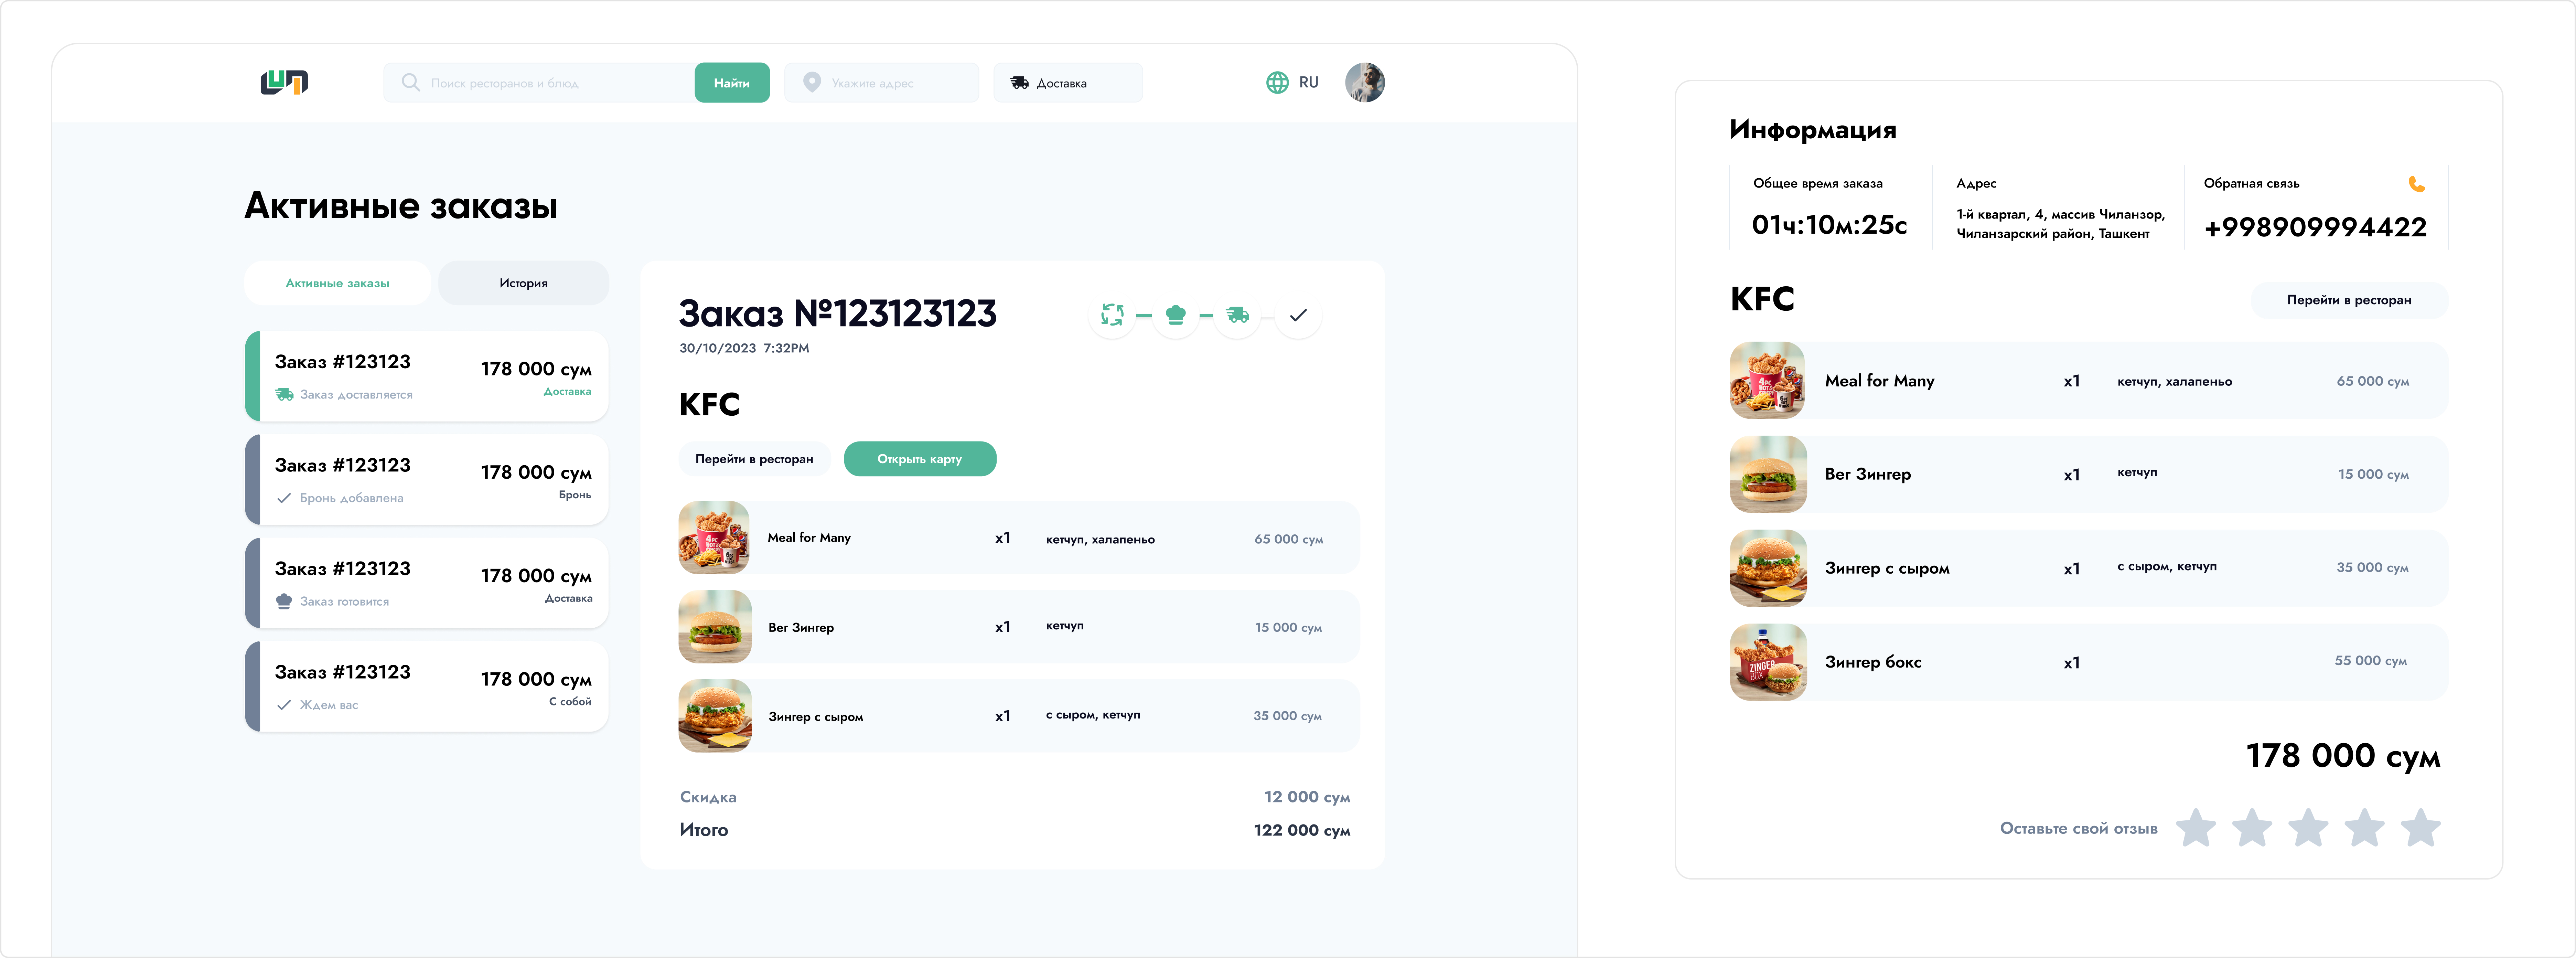 Поиск ресторанов и блюд
Найти
Укажите адрес
Доставка
RU
Активные заказы
Активные заказы
История
Заказ #123123
178 000 сум
Заказ доставляется
Доставка
Заказ #123123
178 000 сум
Бронь добавлена
Бронь
Заказ #123123
178 000 сум
Заказ готовится
Доставка
Заказ #123123
178 000 сум
Ждем вас
С собой
Заказ №123123123
30/10/2023 7:32PM
KFC
Перейти в ресторан
Открыть карту
Meal for Many
x1
кетчуп, халапеньо
65 000 сум
Вег Зингер
x1
кетчуп
15 000 сум
Зингер с сыром
x1
с сыром, кетчуп
35 000 сум
Скидка
12 000 сум
Итого
122 000 сум
Информация
Общее время заказа
01ч:10м:25с
Адрес
1-й квартал, 4, массив Чиланзор,
Чиланзарский район, Ташкент
Обратная связь
+998909994422
KFC
Перейти в ресторан
Meal for Many
x1
кетчуп, халапеньо
65 000 сум
Вег Зингер
x1
кетчуп
15 000 сум
Зингер с сыром
x1
с сыром, кетчуп
35 000 сум
ZINGER
BOX
Зингер бокс
x1
55 000 сум
178 000 сум
Оставьте свой отзыв